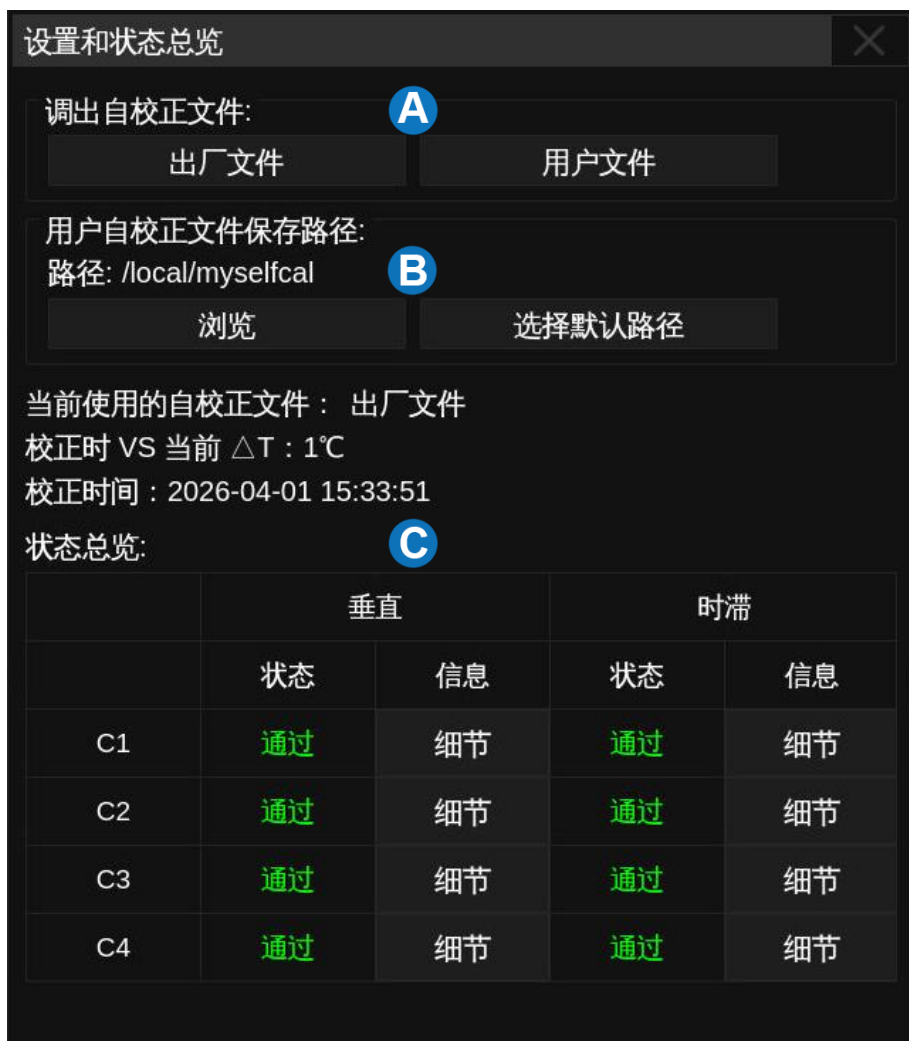 设置和状态总览
调出自校正文件:
A
出厂文件 用户文件
用户自校正文件保存路径:
路径: /local/myselfcal
B
浏览 选择默认路径
当前使用的自校正文件： 出厂文件
校正时 VS 当前 △T：1℃
校正时间：2026-04-01 15:33:51
状态总览:
C
垂直 时滞
状态 信息 状态 信息
C1 通过 细节 通过 细节
C2 通过 细节 通过 细节
C3 通过 细节 通过 细节
C4 通过 细节 通过 细节